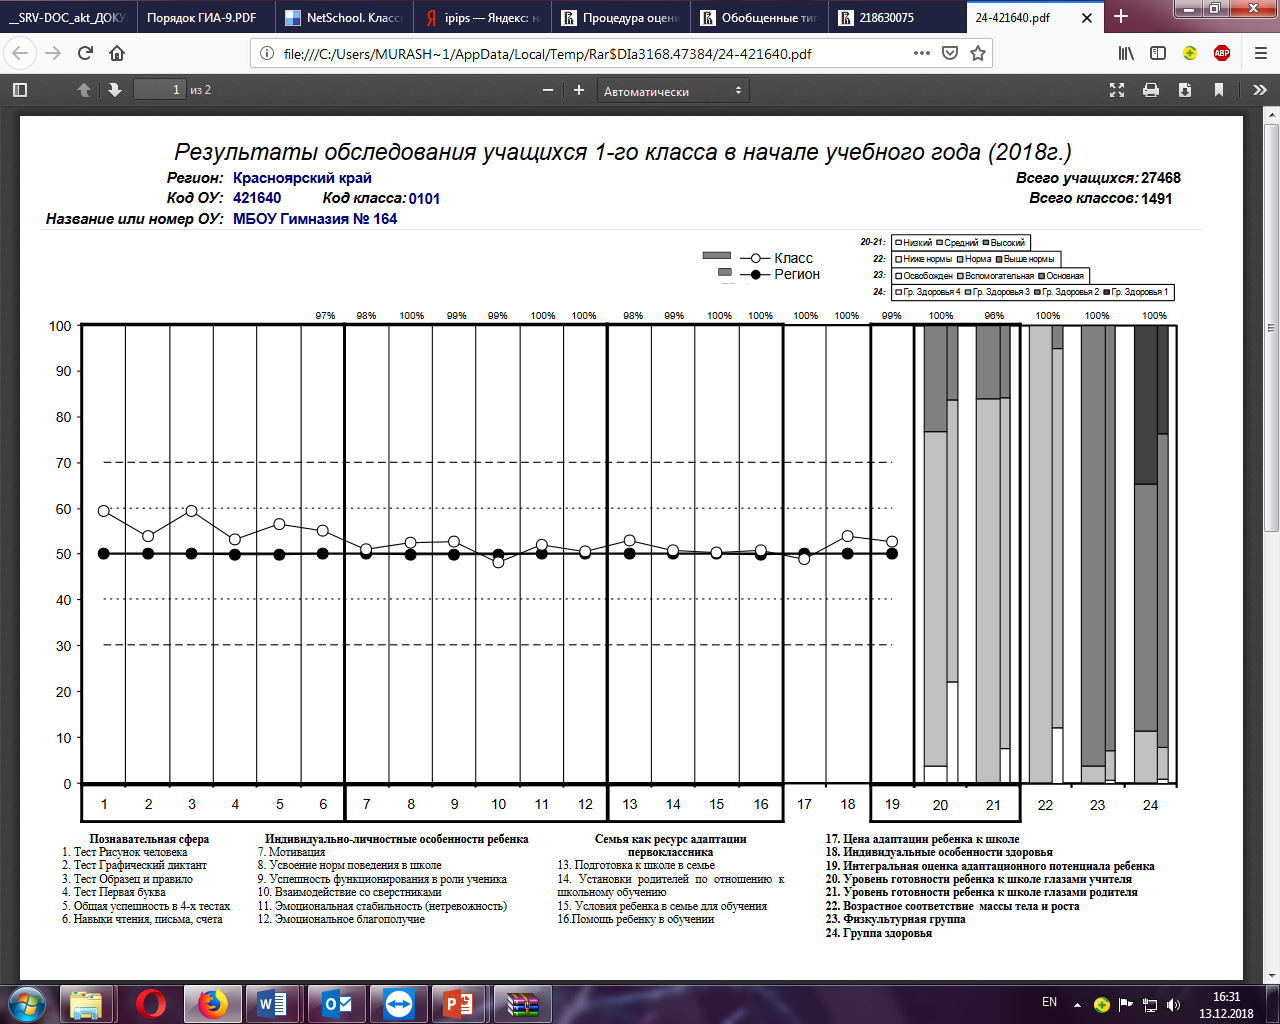 __SRV-DOC_akt_ДОКУ
Порядок ГИА-9.PDF
NetSchool. Класс
ipips — Яндекс: н
Процедура оцени
Обобщенные тип
218630075
24-421640.pdf
file:///C:/Users/MURASH~1/AppData/Local/Temp/Rar$DIa3168.47384/24-421640.pdf
ABP
1 из 2
Автоматически
Результаты обследования учащихся 1-го класса в начале учебного года (2018г.)
Регион: Красноярский край
Всего учащихся: 27468
Код ОУ: 421640 Код класса: 0101
Всего классов: 1491
Название или номер ОУ: МБОУ Гимназия № 164
20-21: Низкий Средний Высокий
22: Ниже нормы Норма Выше нормы
23: Освобожден Вспомогательная Основная
24: Гр. Здоровья 4 Гр. Здоровья 3 Гр. Здоровья 2 Гр. Здоровья 1
Класс
Регион
97% 98% 100% 99% 99% 100% 100% 98% 99% 100% 100% 100% 100% 99% 100% 96% 100% 100% 100%
100
90
80
70
60
50
40
30
20
10
0
1 2 3 4 5 6 7 8 9 10 11 12 13 14 15 16 17 18 19 20 21 22 23 24
Познавательная сфера
1. Тест Рисунок человека
2. Тест Графический диктант
3. Тест Образец и правило
4. Тест Первая буква
5. Общая успешность в 4-х тестах
6. Навыки чтения, письма, счета
Индивидуально-личностные особенности ребенка
7. Мотивация
8. Усвоение норм поведения в школе
9. Успешность функционирования в роли ученика
10. Взаимодействие со сверстниками
11. Эмоциональная стабильность (нетревожность)
12. Эмоциональное благополучие
Семья как ресурс адаптации
первоклассника
13. Подготовка к школе в семье
14. Установки родителей по отношению к
школьному обучению
15. Условия ребенка в семье для обучения
16.Помощь ребенку в обучении
17. Цена адаптации ребенка к школе
18. Индивидуальные особенности здоровья
19. Интегральная оценка адаптационного потенциала ребенка
20. Уровень готовности ребенка к школе глазами учителя
21. Уровень готовности ребенка к школе глазами родителя
22. Возрастное соответствие массы тела и роста
23. Физкультурная группа
24. Группа здоровья
EN
16:31
13.12.2018